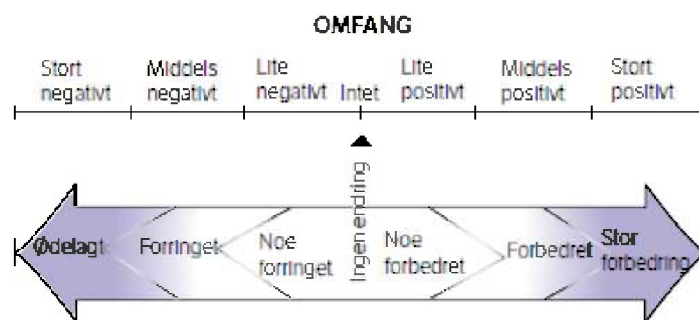 OMFANG
Stort negativt
Middels negativt
Lite negativt
Intet
Lite positivt
Middels positivt
Stort positivt
Ingen endring
Ødelagt
Forringet
Noe forringet
Noe forbedret
Forbedret
Stor forbedring